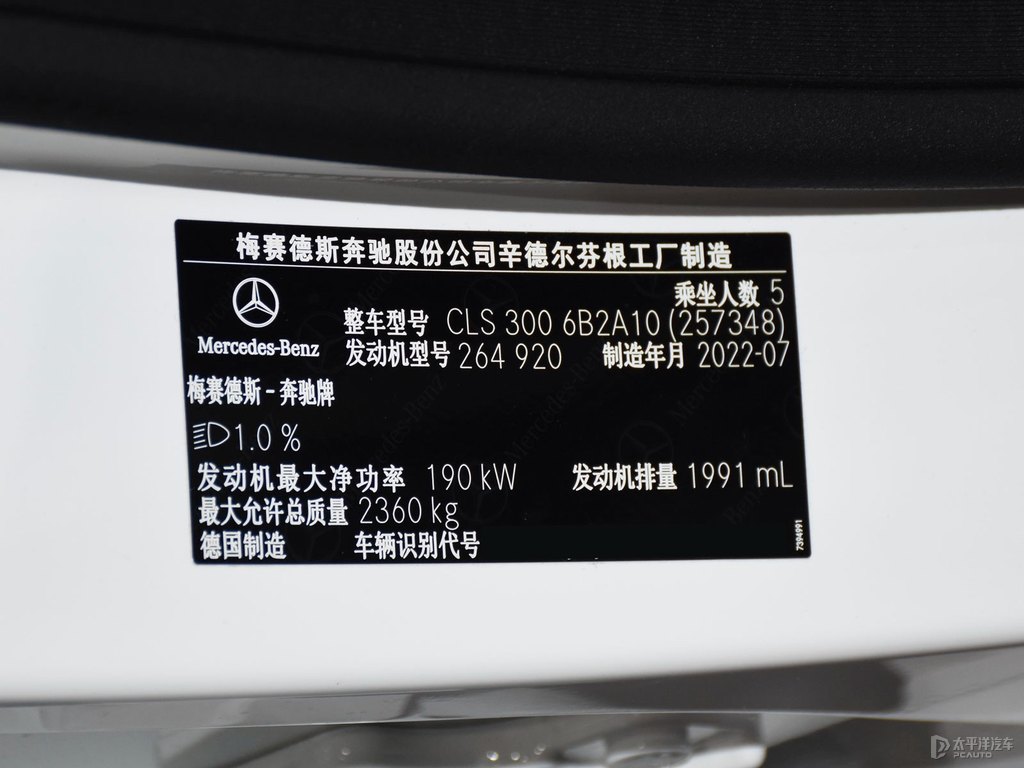 梅赛德斯奔驰股份公司辛德尔芬根工厂制造
乘坐人数 5
Mercedes-Benz
整车型号 CLS 300 6B2A10 (257348)
发动机型号 264 920 制造年月 2022-07
梅赛德斯-奔驰牌
1.0 %
发动机最大净功率 190 kW 发动机排量 1991 mL
最大允许总质量 2360 kg
德国制造 车辆识别代号
7394991
太平洋汽车
PCAUTO